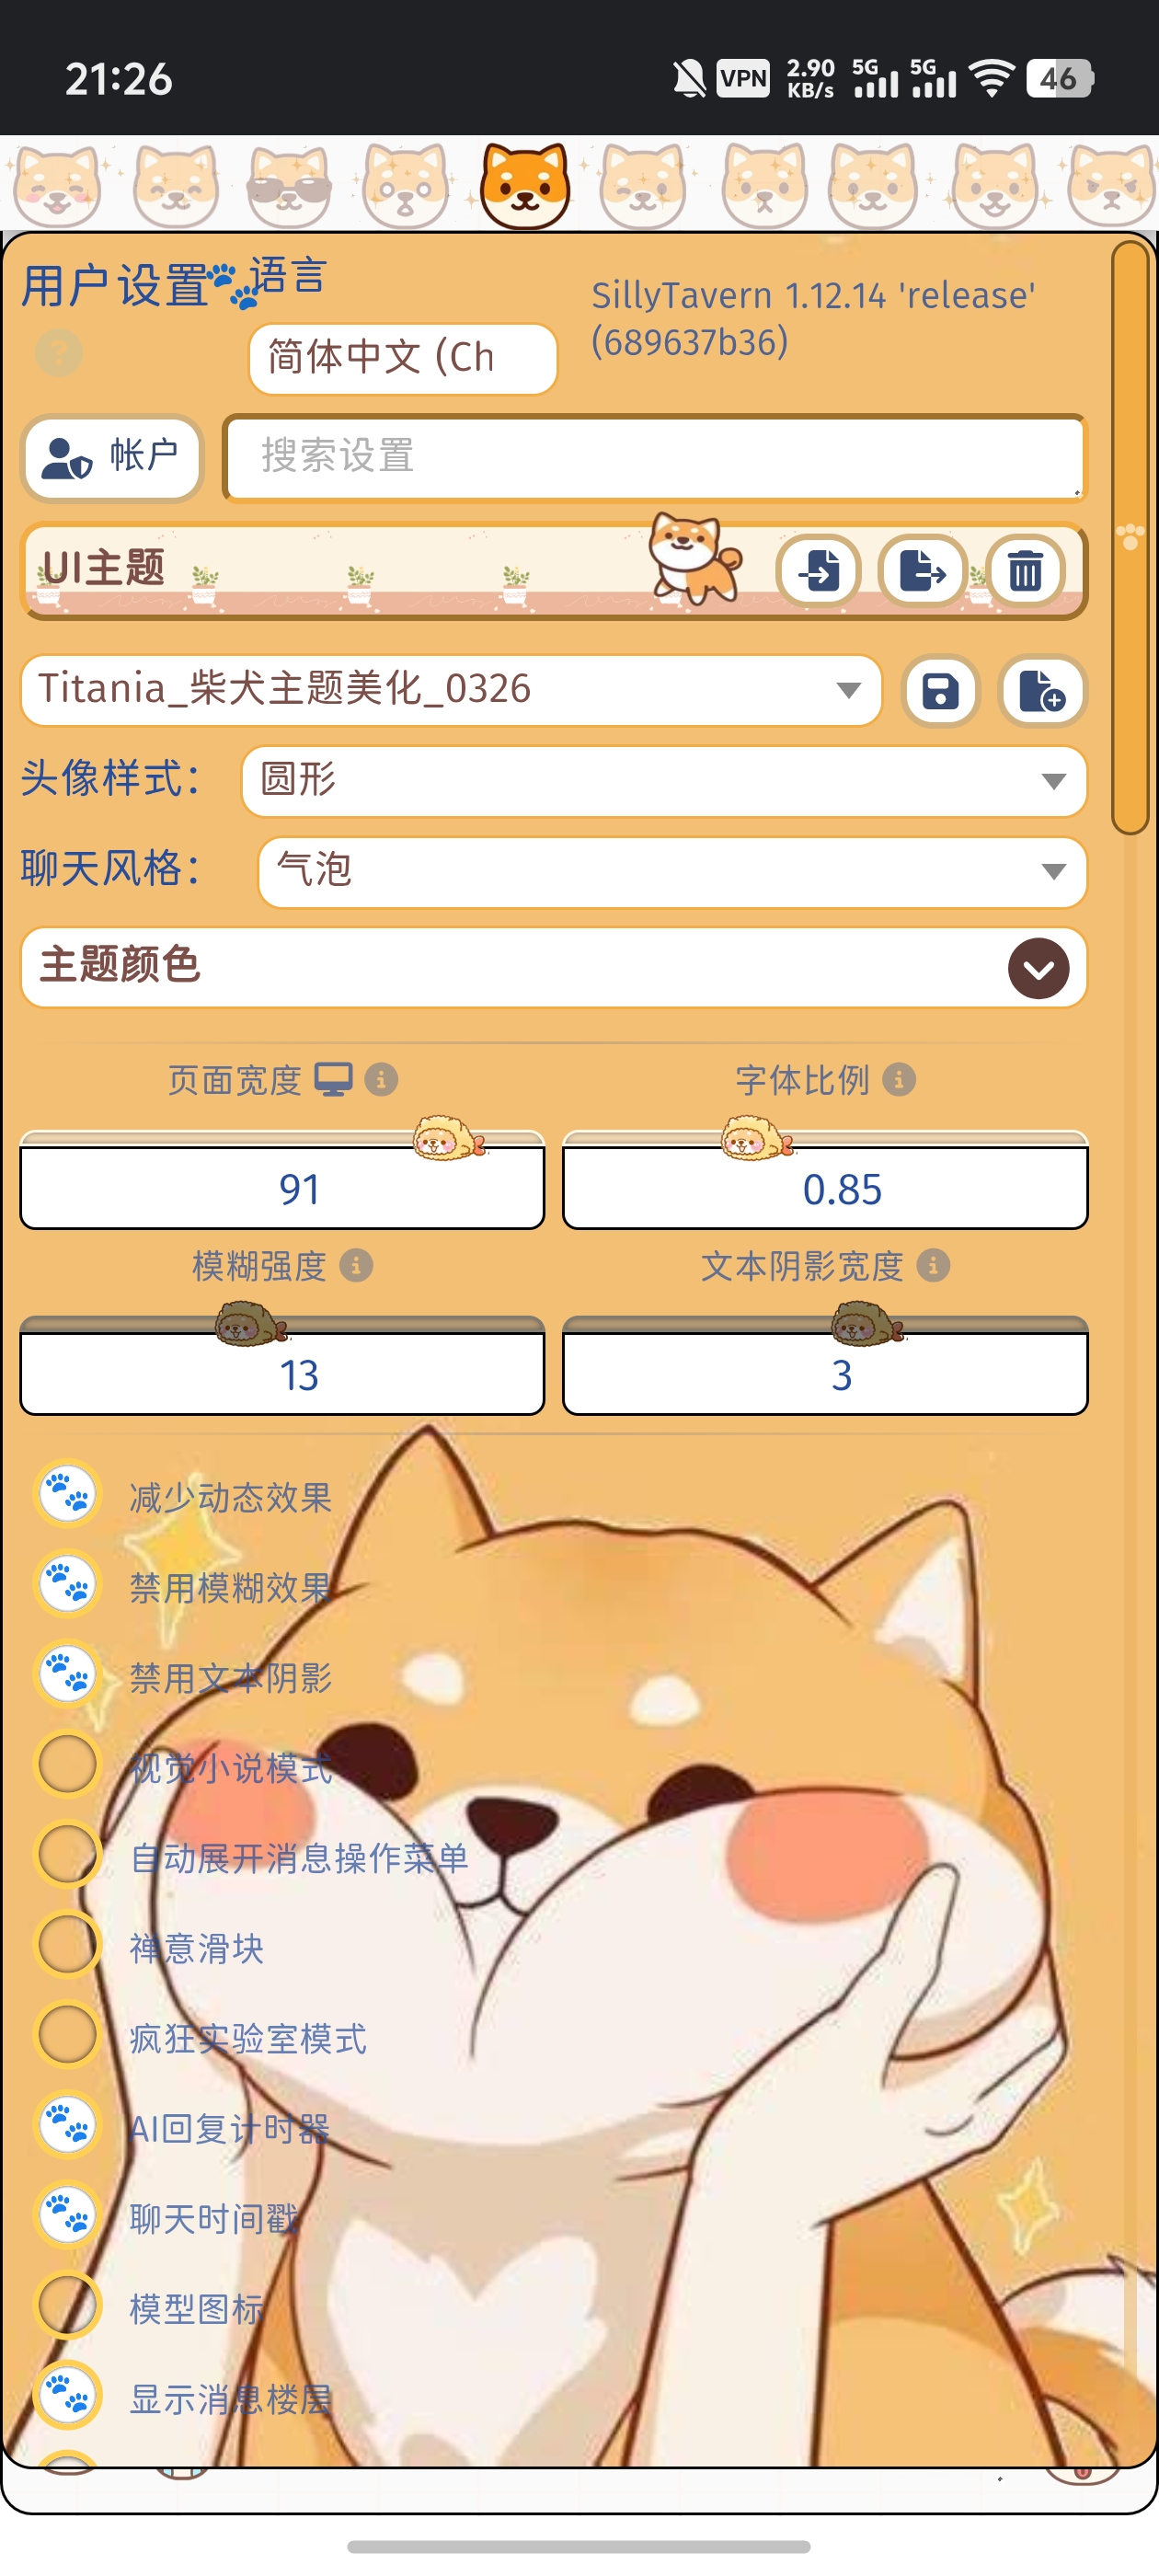 21:26
VPN
2.90
KB/s
5G
5G
46
用户设置
语言
SillyTavern 1.12.14 'release'
(689637b36)
简体中文 (Ch
帐户
搜索设置
UI主题
Titania_柴犬主题美化_0326
头像样式：
圆形
聊天风格：
气泡
主题颜色
页面宽度
字体比例
91
0.85
模糊强度
文本阴影宽度
13
3
减少动态效果
禁用模糊效果
禁用文本阴影
视觉小说模式
自动展开消息操作菜单
禅意滑块
疯狂实验室模式
AI回复计时器
聊天时间戳
模型图标
显示消息楼层